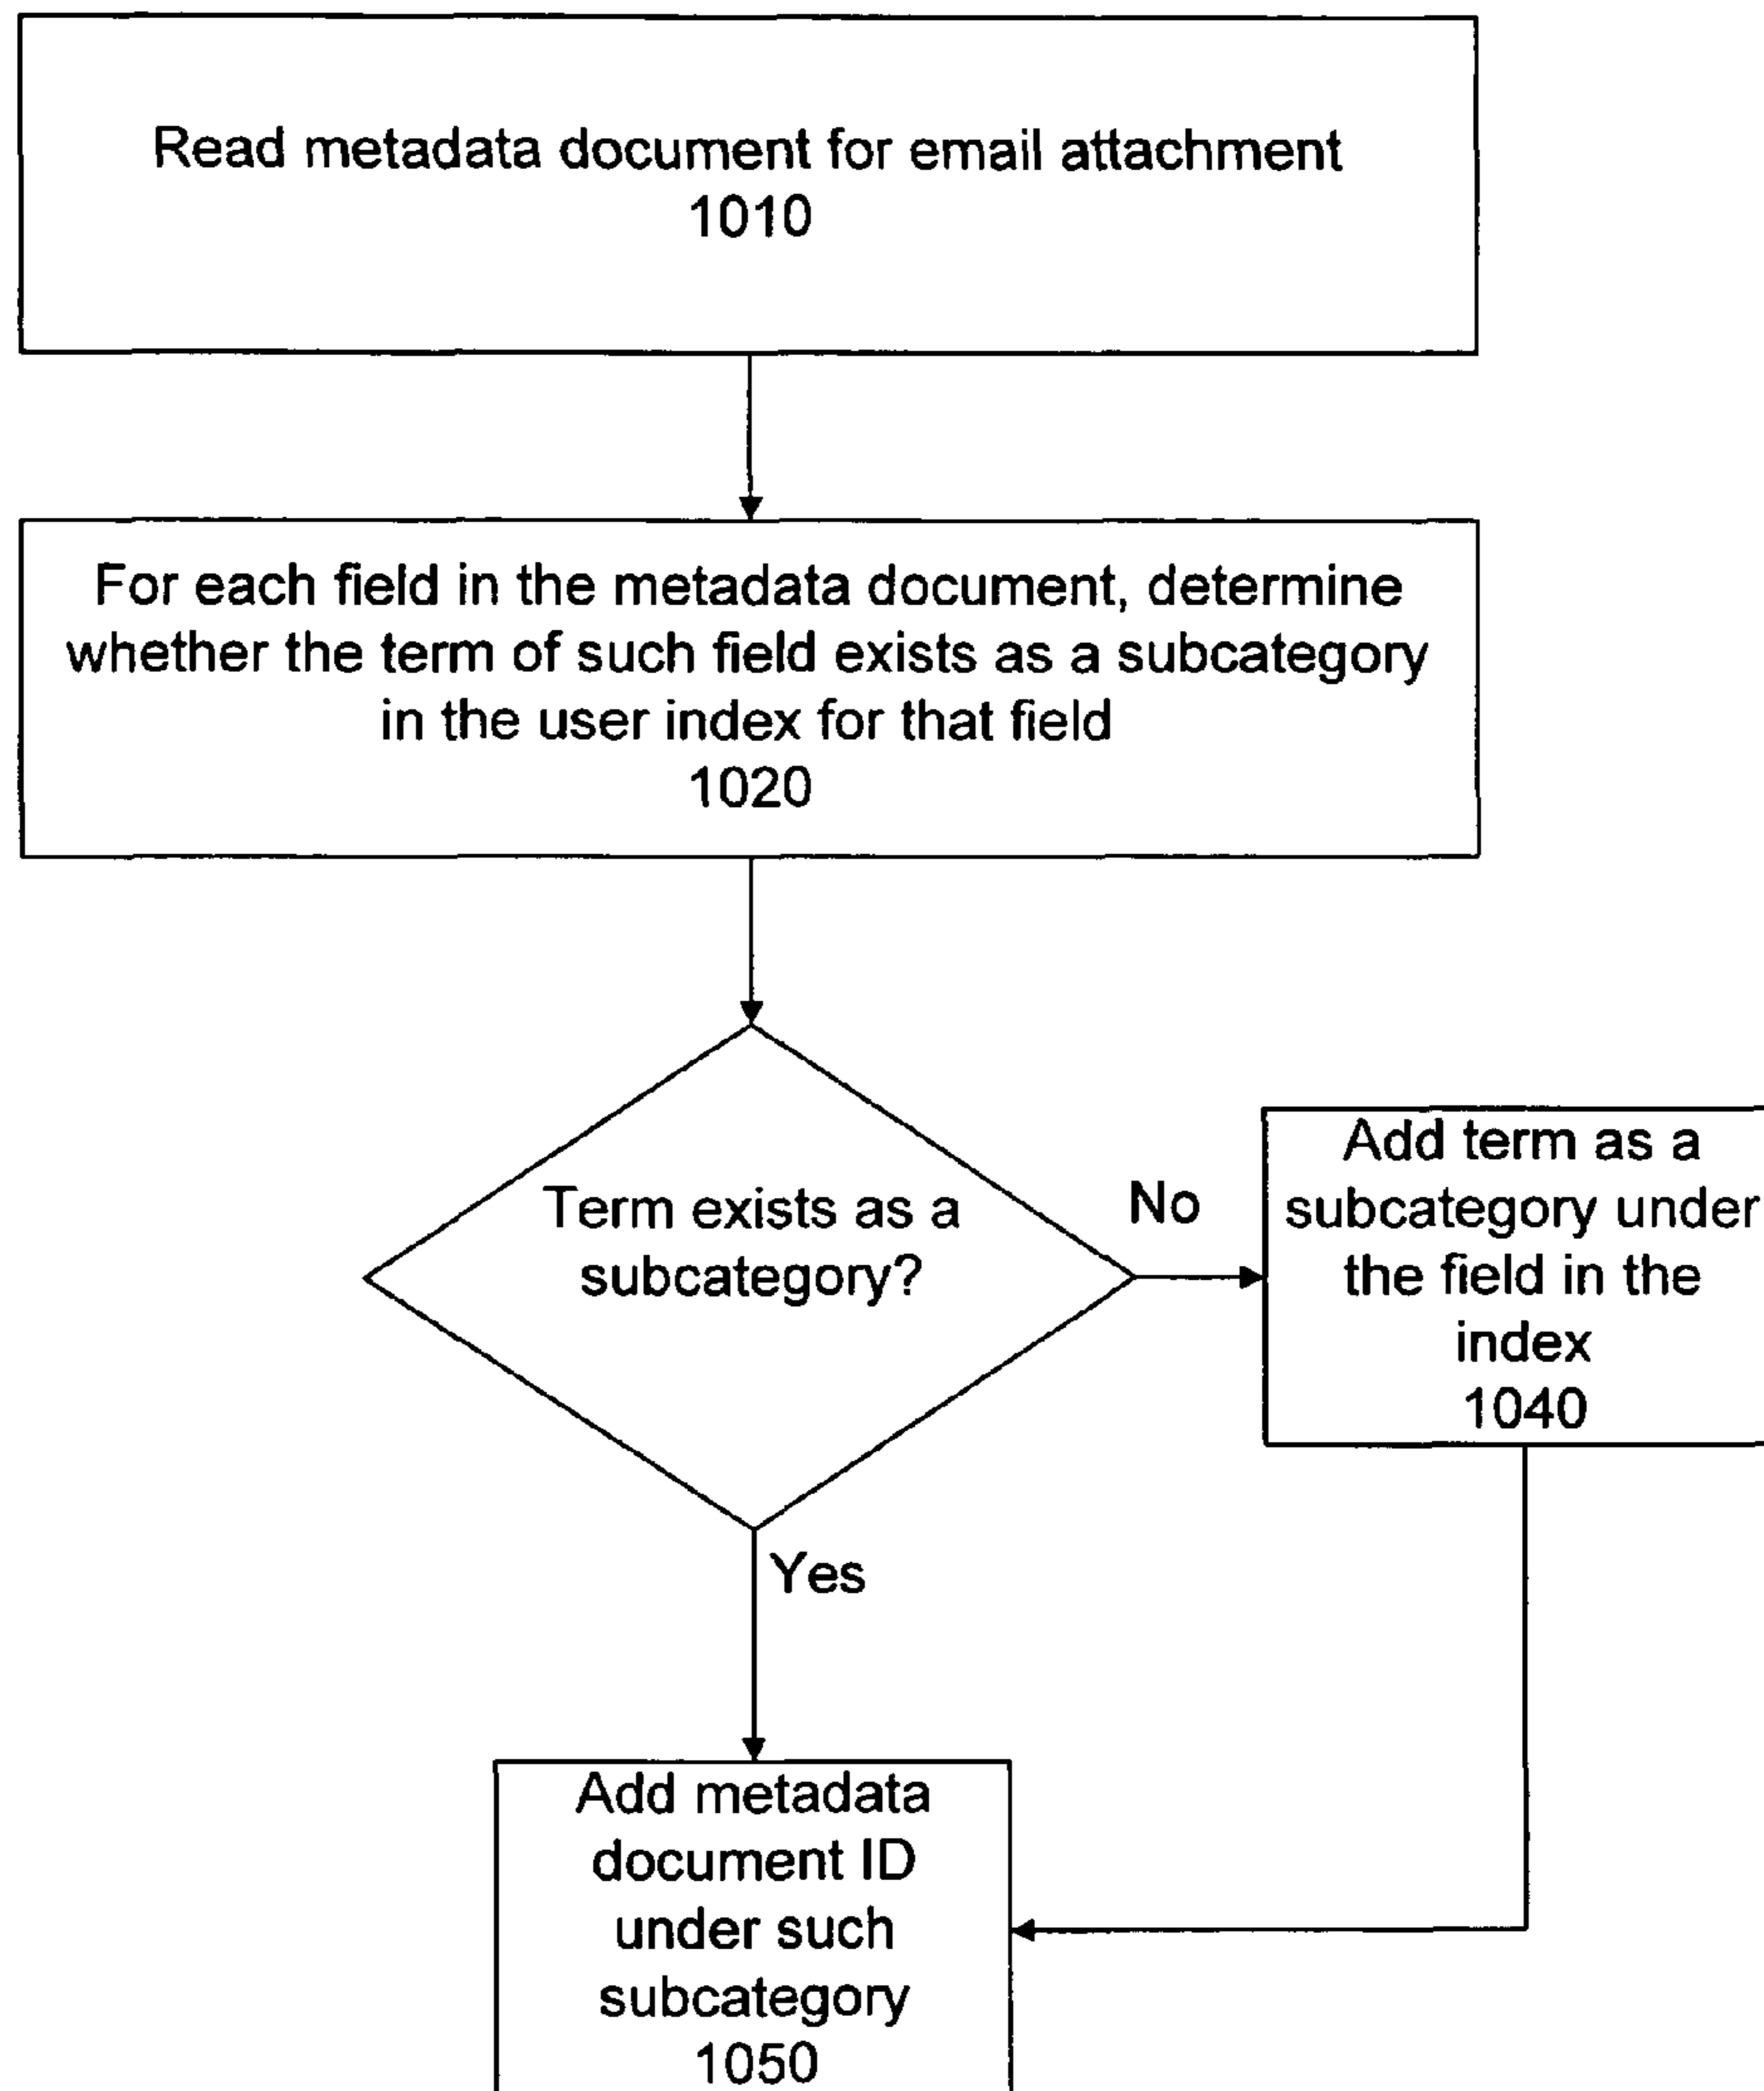 Read metadata document for email attachment
1010
For each field in the metadata document, determine
whether the term of such field exists as a subcategory
in the user index for that field
1020
Term exists as a
subcategory?
No
Add term as a
subcategory under
the field in the
index
1040
Yes
Add metadata
document ID
under such
subcategory
1050